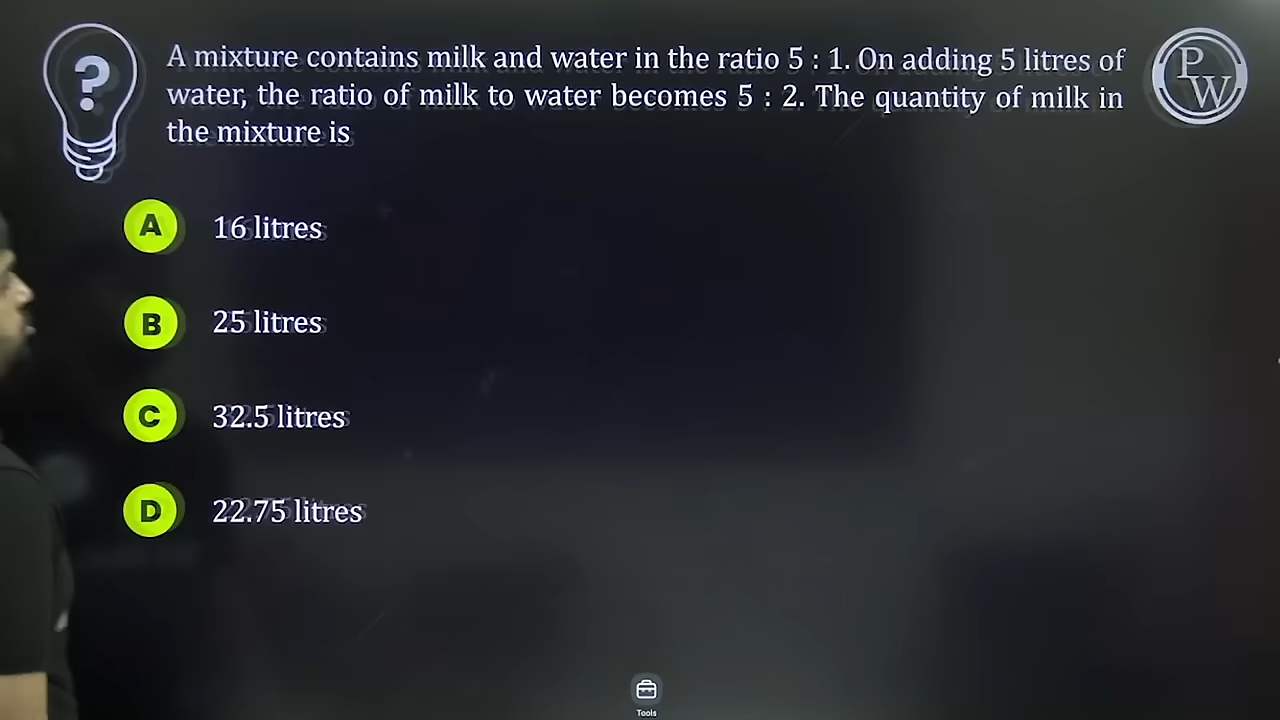 ?
A mixture contains milk and water in the ratio 5 : 1. On adding 5 litres of
water, the ratio of milk to water becomes 5 : 2. The quantity of milk in
the mixture is
PW
A 16 litres
B 25 litres
C 32.5 litres
D 22.75 litres
Tools